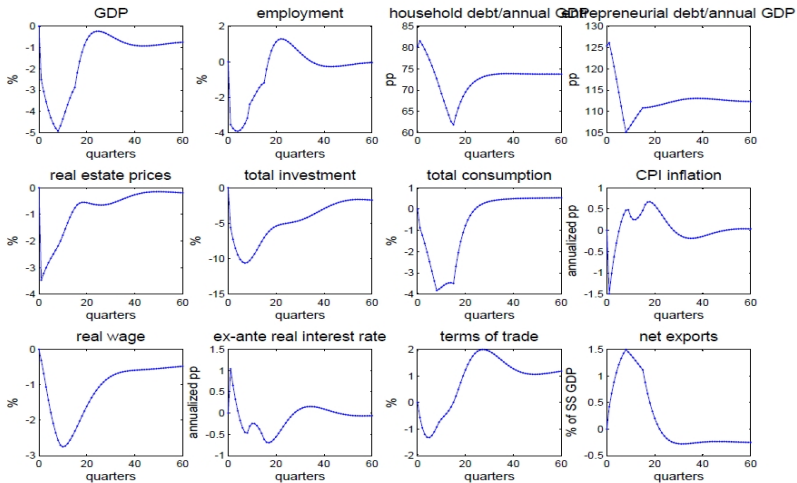 GDP employment household debt/annual GDP entrepreneurial debt/annual GDP
0 4 85 130
-1 2 80 125
-2 75 120
% -3 % 0 pp 70 pp 115
-4 -2 65 110
-5 -4 60 105
0 20 40 60 0 20 40 60 0 20 40 60 0 20 40 60
quarters quarters quarters quarters
real estate prices total investment total consumption CPI inflation
0 0 1 1
-1 -5 0 0.5
% -2 % % -1 annualized pp 0
-3 -10 -2 -0.5
-3 -1
-4 -15 -4 -1.5
0 20 40 60 0 20 40 60 0 20 40 60 0 20 40 60
quarters quarters quarters quarters
real wage ex-ante real interest rate terms of trade net exports
0 1.5 2 1.5
-1 1 1 1
% annualized pp 0.5 % 0 % of SS GDP 0.5
-2 0 -1 0
-0.5
-3 -1 -2 0.5
0 20 40 60 0 20 40 60 0 20 40 60 0 20 40 60
quarters quarters quarters quarters